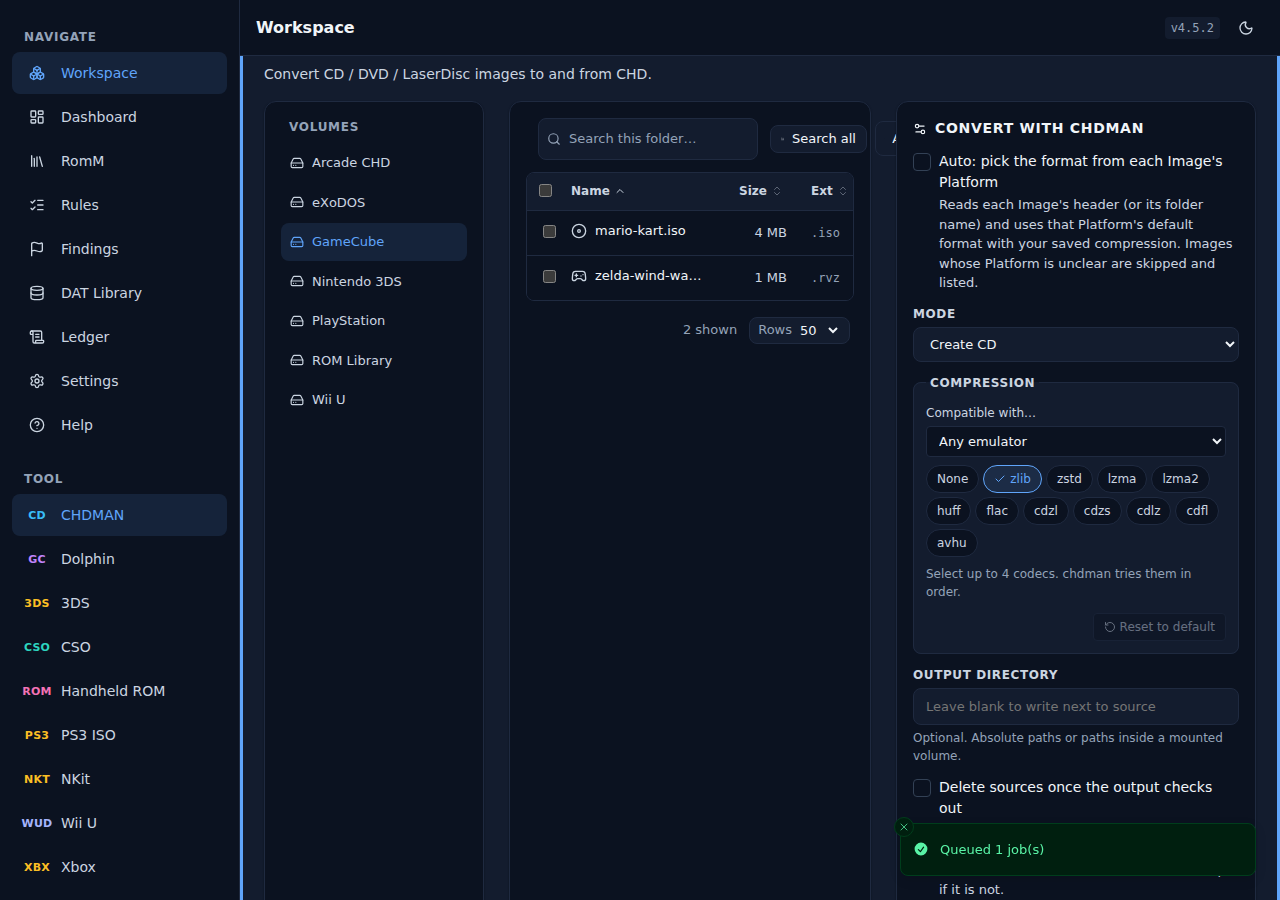 NAVIGATE
Workspace
Dashboard
RomM
Rules
Findings
DAT Library
Ledger
Settings
Help
TOOL
CD CHDMAN
GC Dolphin
3DS 3DS
CSO CSO
ROM Handheld ROM
PS3 PS3 ISO
NKT NKit
WUD Wii U
XBX Xbox
Workspace
v4.5.2
Convert CD / DVD / LaserDisc images to and from CHD.
VOLUMES
Arcade CHD
eXoDOS
GameCube
Nintendo 3DS
PlayStation
ROM Library
Wii U
Search this folder…
Search all
Name Size Ext
mario-kart.iso 4 MB .iso
zelda-wind-wa… 1 MB .rvz
2 shown Rows 50
CONVERT WITH CHDMAN
Auto: pick the format from each Image's
Platform
Reads each Image's header (or its folder
name) and uses that Platform's default
format with your saved compression. Images
whose Platform is unclear are skipped and
listed.
MODE
Create CD
COMPRESSION
Compatible with…
Any emulator
None zlib zstd lzma lzma2
huff flac cdzl cdzs cdlz cdfl
avhu
Select up to 4 codecs. chdman tries them in
order.
Reset to default
OUTPUT DIRECTORY
Leave blank to write next to source
Optional. Absolute paths or paths inside a mounted
volume.
Delete sources once the output checks
out
Queued 1 job(s)
if it is not.